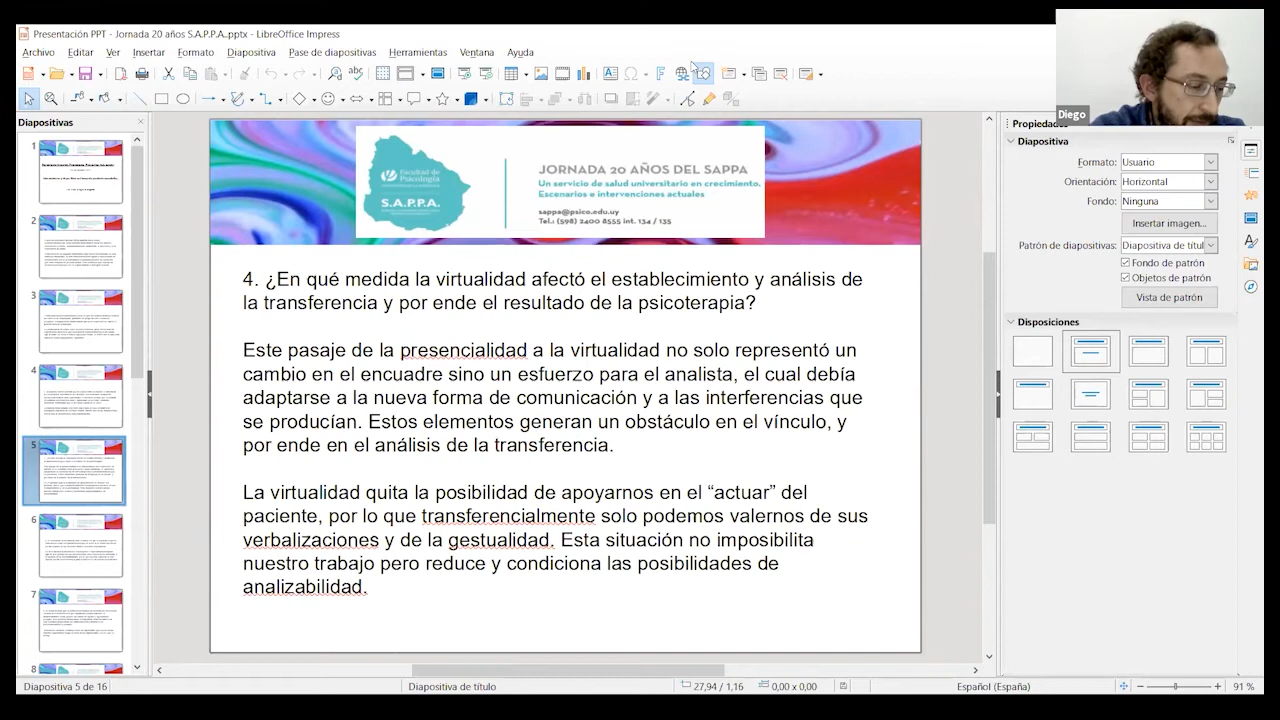 Presentación PPT - Jornada 20 años S.A.P.P.A..pptx - LibreOffice Impress
Archivo Editar Ver Insertar Formato Diapositiva Pase de diapositivas Herramientas Ventana Ayuda
Diego
Diapositivas
1
2
3
4
5
6
7
8
Facultad de
Psicología
S.A.P.P.A.
JORNADA 20 AÑOS DEL SAPPA
Un servicio de salud universitario en crecimiento.
Escenarios e intervenciones actuales
sappa@psico.edu.uy
Tel.: (598) 2400 8555 int. 134 / 135
4. ¿En qué medida la virtualidad afectó el establecimiento y análisis de
transferencia y por ende el resultado de la psicoterapia?
Este pasaje de la presencialidad a la virtualidad no solo representó un
cambio en el encuadre sino un esfuerzo para el analista, el cual debía
adaptarse a la nueva forma de comunicación y a las interferencias que
se producían. Estos elementos generan un obstáculo en el vínculo, y
por ende en el análisis de la transferencia.
La virtualidad quita la posibilidad de apoyarnos en el "actuar" del
paciente, por lo que transferencialmente solo podemos valernos de sus
verbalizaciones y de la gestualidad. Esta situación no imposibilita
nuestro trabajo pero reduce y condiciona las posibilidades de
analizabilidad.
Propiedades
Diapositiva
Formato: Usuario
Orientación: Horizontal
Fondo: Ninguna
Insertar imagen...
Patrón de diapositivas: Diapositiva de títul
Fondo de patrón
Objetos de patrón
Vista de patrón
Disposiciones
Diapositiva 5 de 16 Diapositiva de título 27,94 / 1,16 0,00 x 0,00 Español (España) 91 %